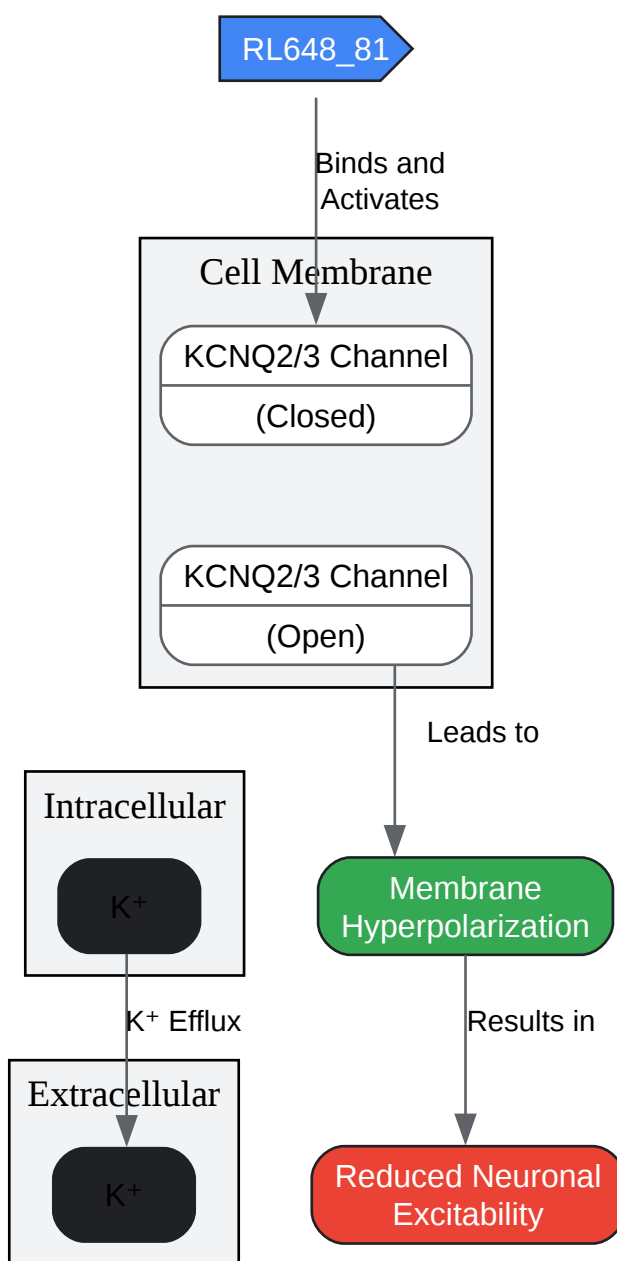 RL648_81
Binds and
Activates
Cell Membrane
KCNQ2/3 Channel
(Closed)
KCNQ2/3 Channel
(Open)
Leads to
Intracellular
K⁺
Membrane
Hyperpolarization
K⁺ Efflux
Results in
Extracellular
K⁺
Reduced Neuronal
Excitability